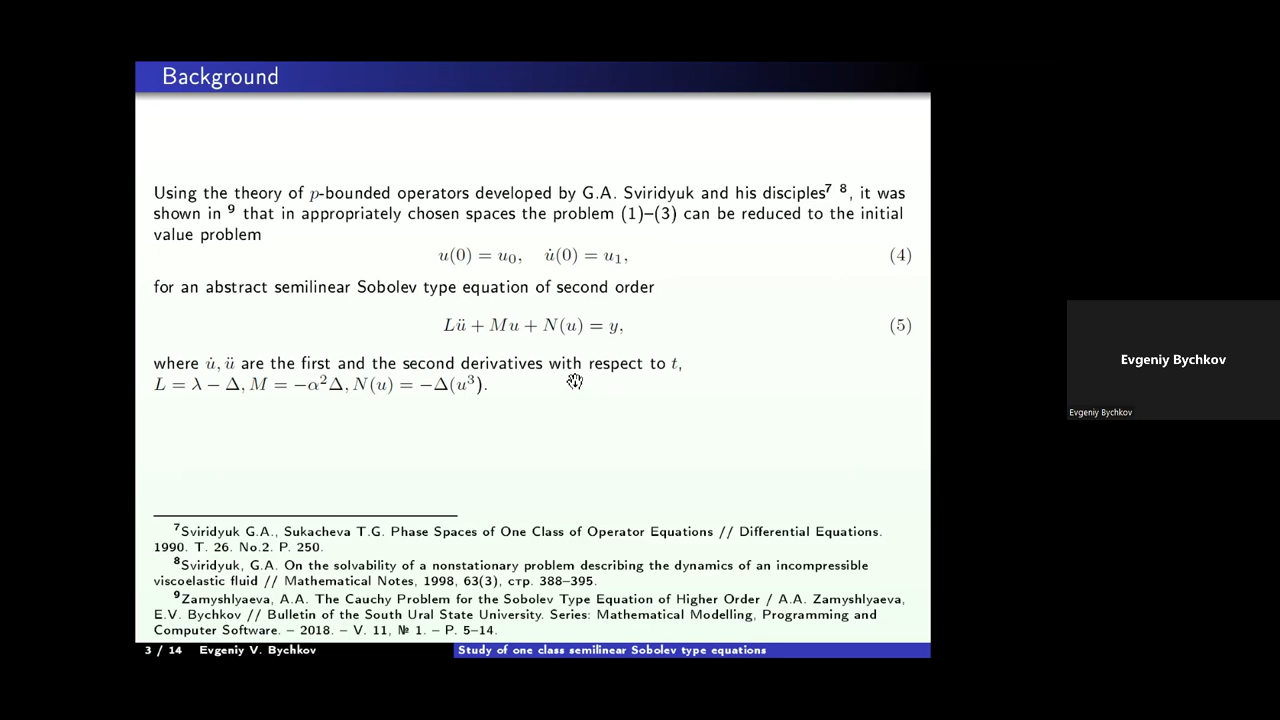 Background
Using the theory of p-bounded operators developed by G.A. Sviridyuk and his disciples⁷ ⁸, it was
shown in ⁹ that in appropriately chosen spaces the problem (1)–(3) can be reduced to the initial
value problem
u(0) = u₀, u̇(0) = u₁, (4)
for an abstract semilinear Sobolev type equation of second order
Lü + Mu + N(u) = y, (5)
where u̇, ü are the first and the second derivatives with respect to t,
L = λ − Δ, M = −α²Δ, N(u) = −Δ(u³).
⁷Sviridyuk G.A., Sukacheva T.G. Phase Spaces of One Class of Operator Equations // Differential Equations.
1990. T. 26. No.2. P. 250.
⁸Sviridyuk, G.A. On the solvability of a nonstationary problem describing the dynamics of an incompressible
viscoelastic fluid // Mathematical Notes, 1998, 63(3), стр. 388–395.
⁹Zamyshlyaeva, A.A. The Cauchy Problem for the Sobolev Type Equation of Higher Order / A.A. Zamyshlyaeva,
E.V. Bychkov // Bulletin of the South Ural State University. Series: Mathematical Modelling, Programming and
Computer Software. – 2018. – V. 11, № 1. – P. 5–14.
3 / 14 Evgeniy V. Bychkov Study of one class semilinear Sobolev type equations
Evgeniy Bychkov
Evgeniy Bychkov